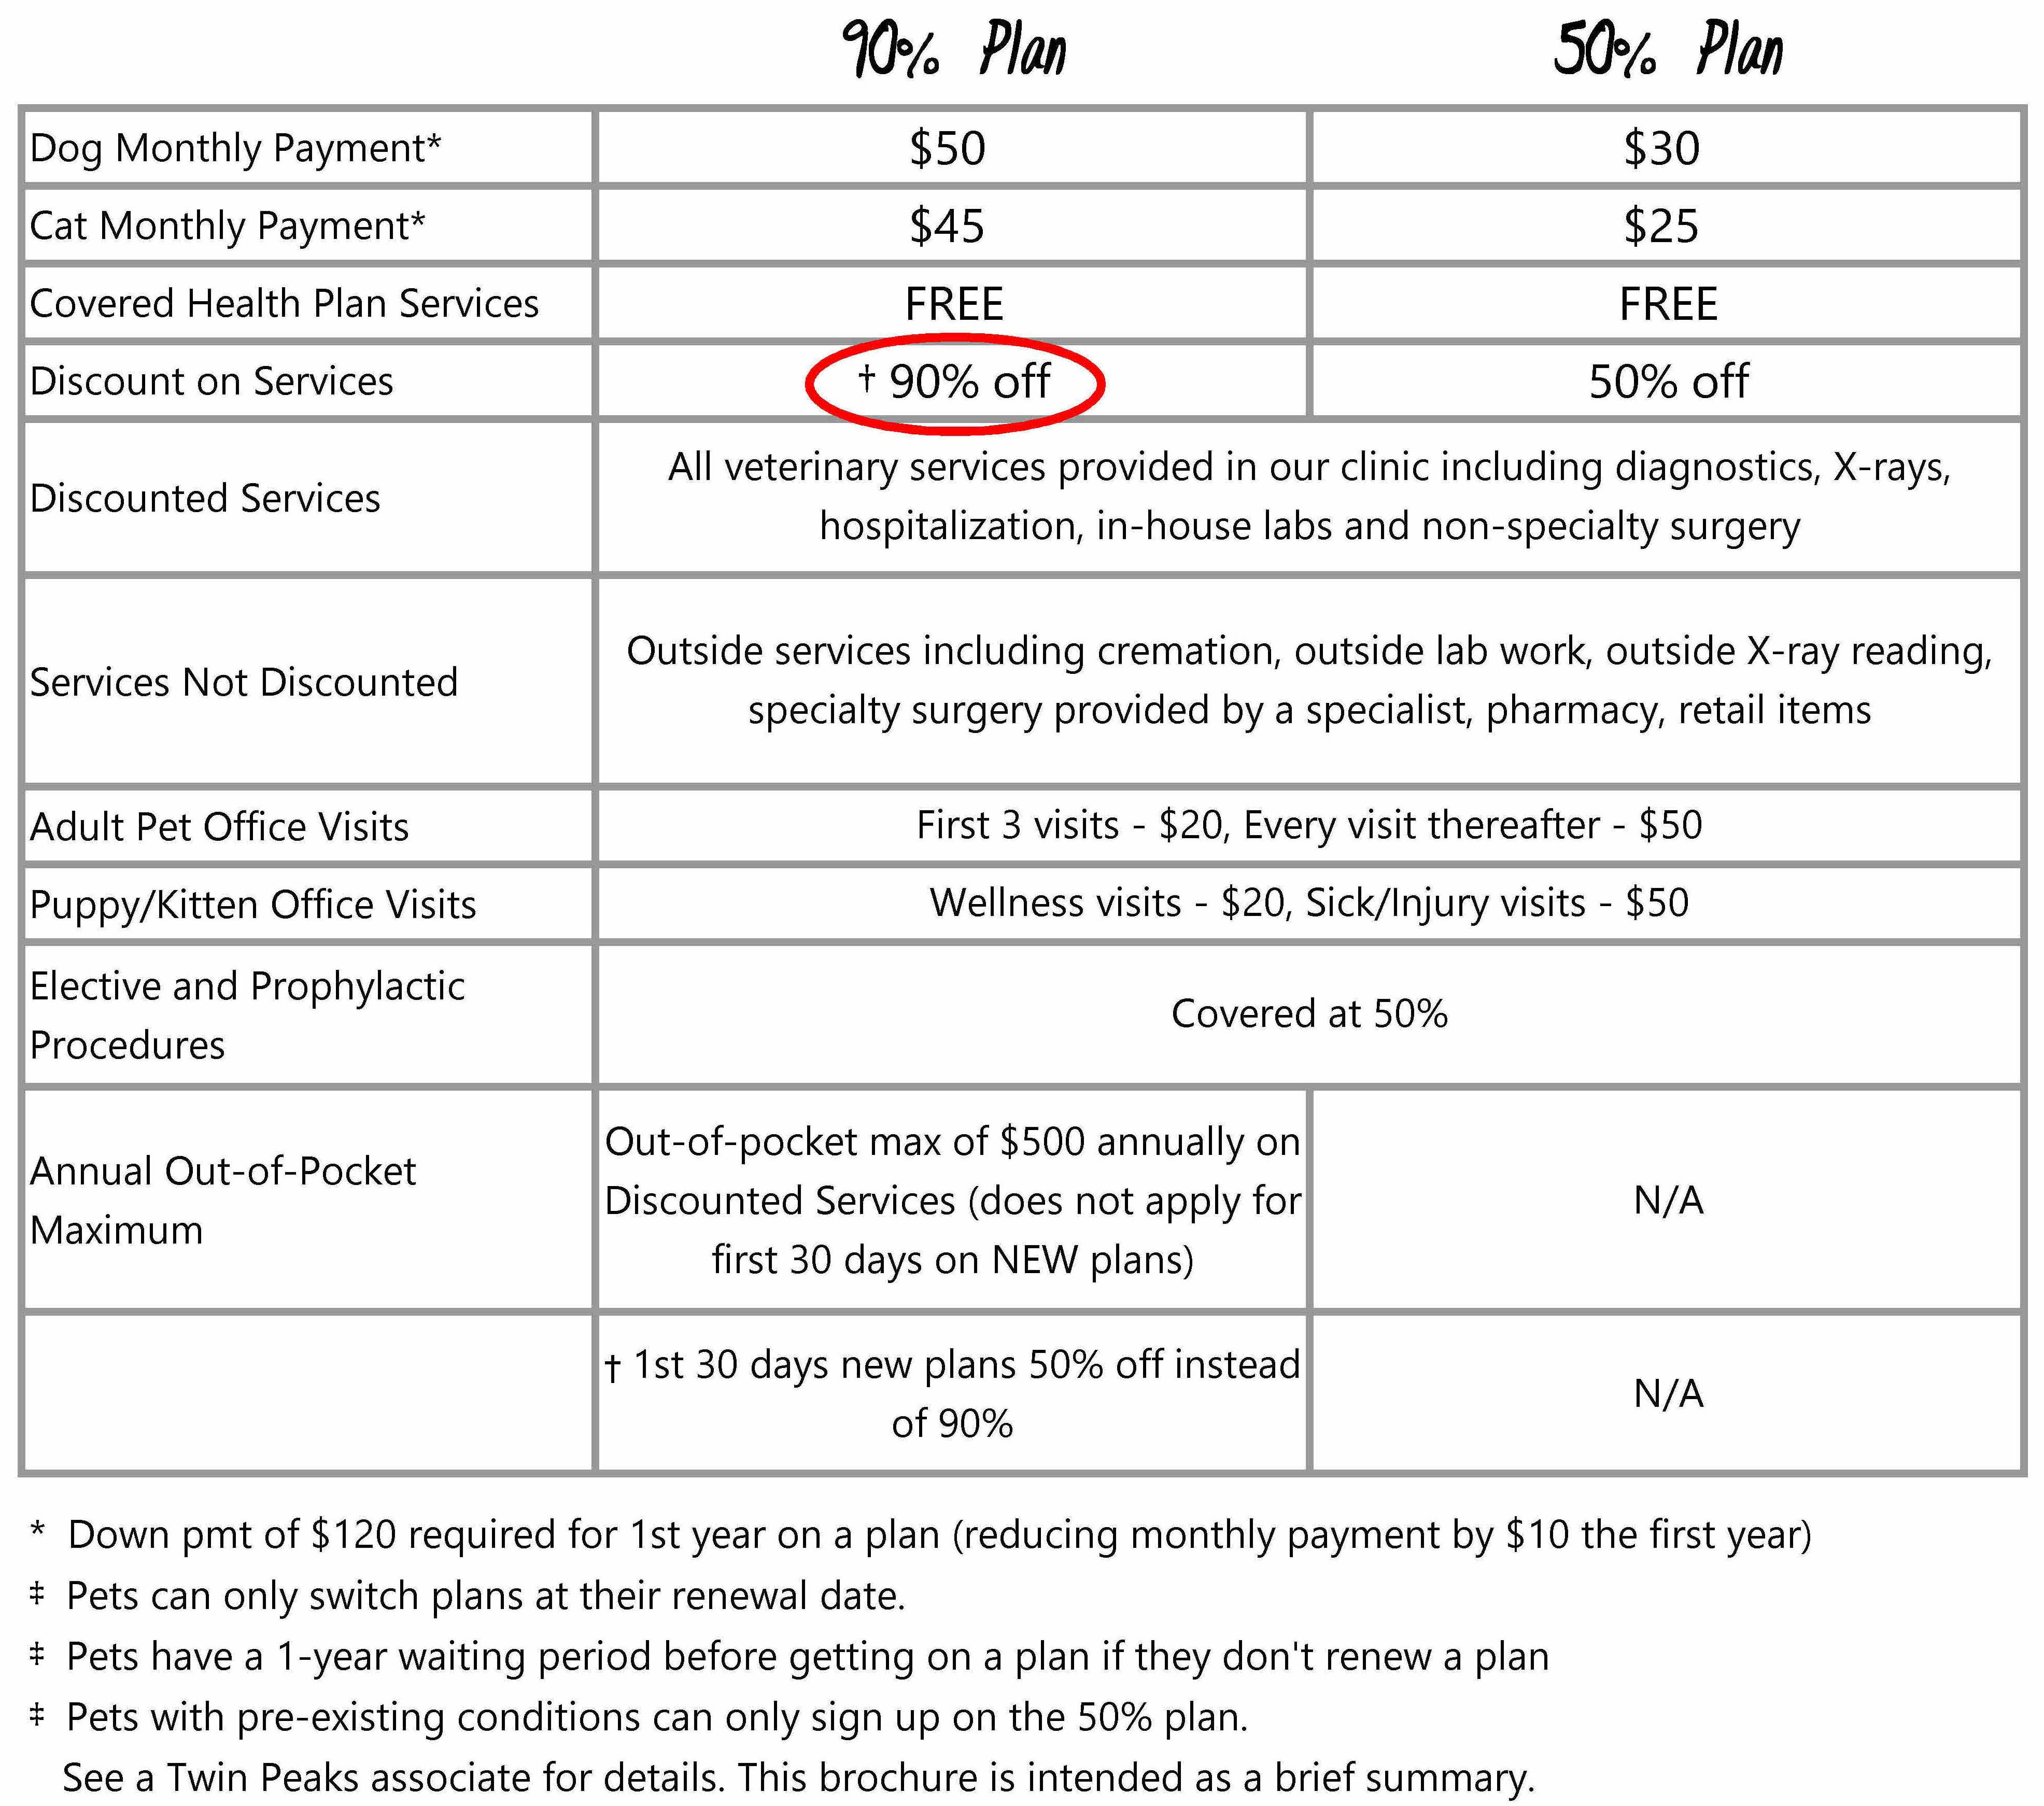 90% Plan 50% Plan
Dog Monthly Payment* $50 $30
Cat Monthly Payment* $45 $25
Covered Health Plan Services FREE FREE
Discount on Services † 90% off 50% off
Discounted Services
All veterinary services provided in our clinic including diagnostics, X-rays,
hospitalization, in-house labs and non-specialty surgery
Services Not Discounted
Outside services including cremation, outside lab work, outside X-ray reading,
specialty surgery provided by a specialist, pharmacy, retail items
Adult Pet Office Visits First 3 visits - $20, Every visit thereafter - $50
Puppy/Kitten Office Visits Wellness visits - $20, Sick/Injury visits - $50
Elective and Prophylactic
Procedures
Covered at 50%
Annual Out-of-Pocket
Maximum
Out-of-pocket max of $500 annually on
Discounted Services (does not apply for
first 30 days on NEW plans)
N/A
† 1st 30 days new plans 50% off instead
of 90%
N/A
* Down pmt of $120 required for 1st year on a plan (reducing monthly payment by $10 the first year)
‡ Pets can only switch plans at their renewal date.
‡ Pets have a 1-year waiting period before getting on a plan if they don't renew a plan
‡ Pets with pre-existing conditions can only sign up on the 50% plan.
See a Twin Peaks associate for details. This brochure is intended as a brief summary.